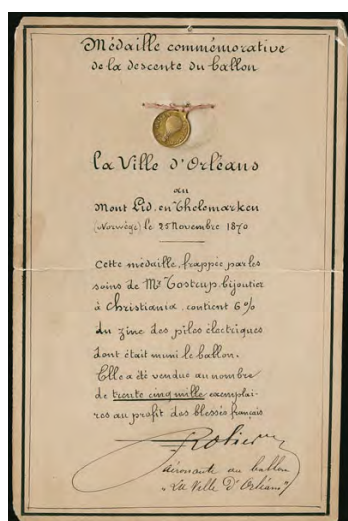 Médaille commémorative
de la descente du ballon
la Ville d'Orléans
au
Mont Lid. en Thelemarken
(Norwège) le 25 Novembre 1870
Cette médaille, frappée par les
soins de Mr Tostrup, bijoutier
à Christiania, contient 6%
du zinc des piles électriques
dont était muni le ballon.
Elle a été vendue au nombre
de trente cinq mille exemplai-
res au profit des blessés français
Rolier
aéronaute au ballon
"La Ville D'Orléans"